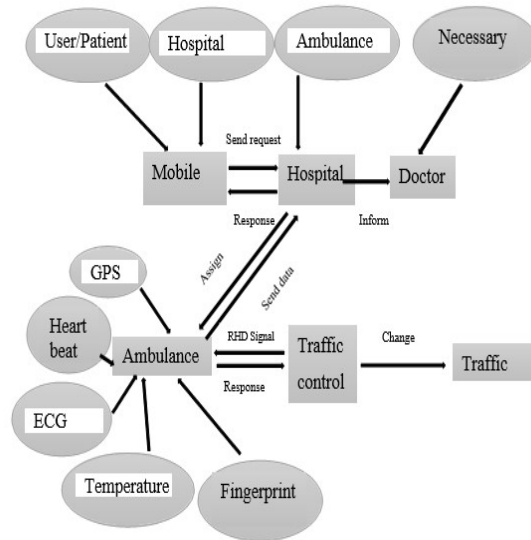 User/Patient
Hospital
Ambulance
Necessary
Send request
Mobile
Hospital
Doctor
Response
Inform
Assign
Send data
GPS
Heart
beat
Ambulance
RHD Signal
Response
Traffic
control
Change
Traffic
ECG
Temperature
Fingerprint